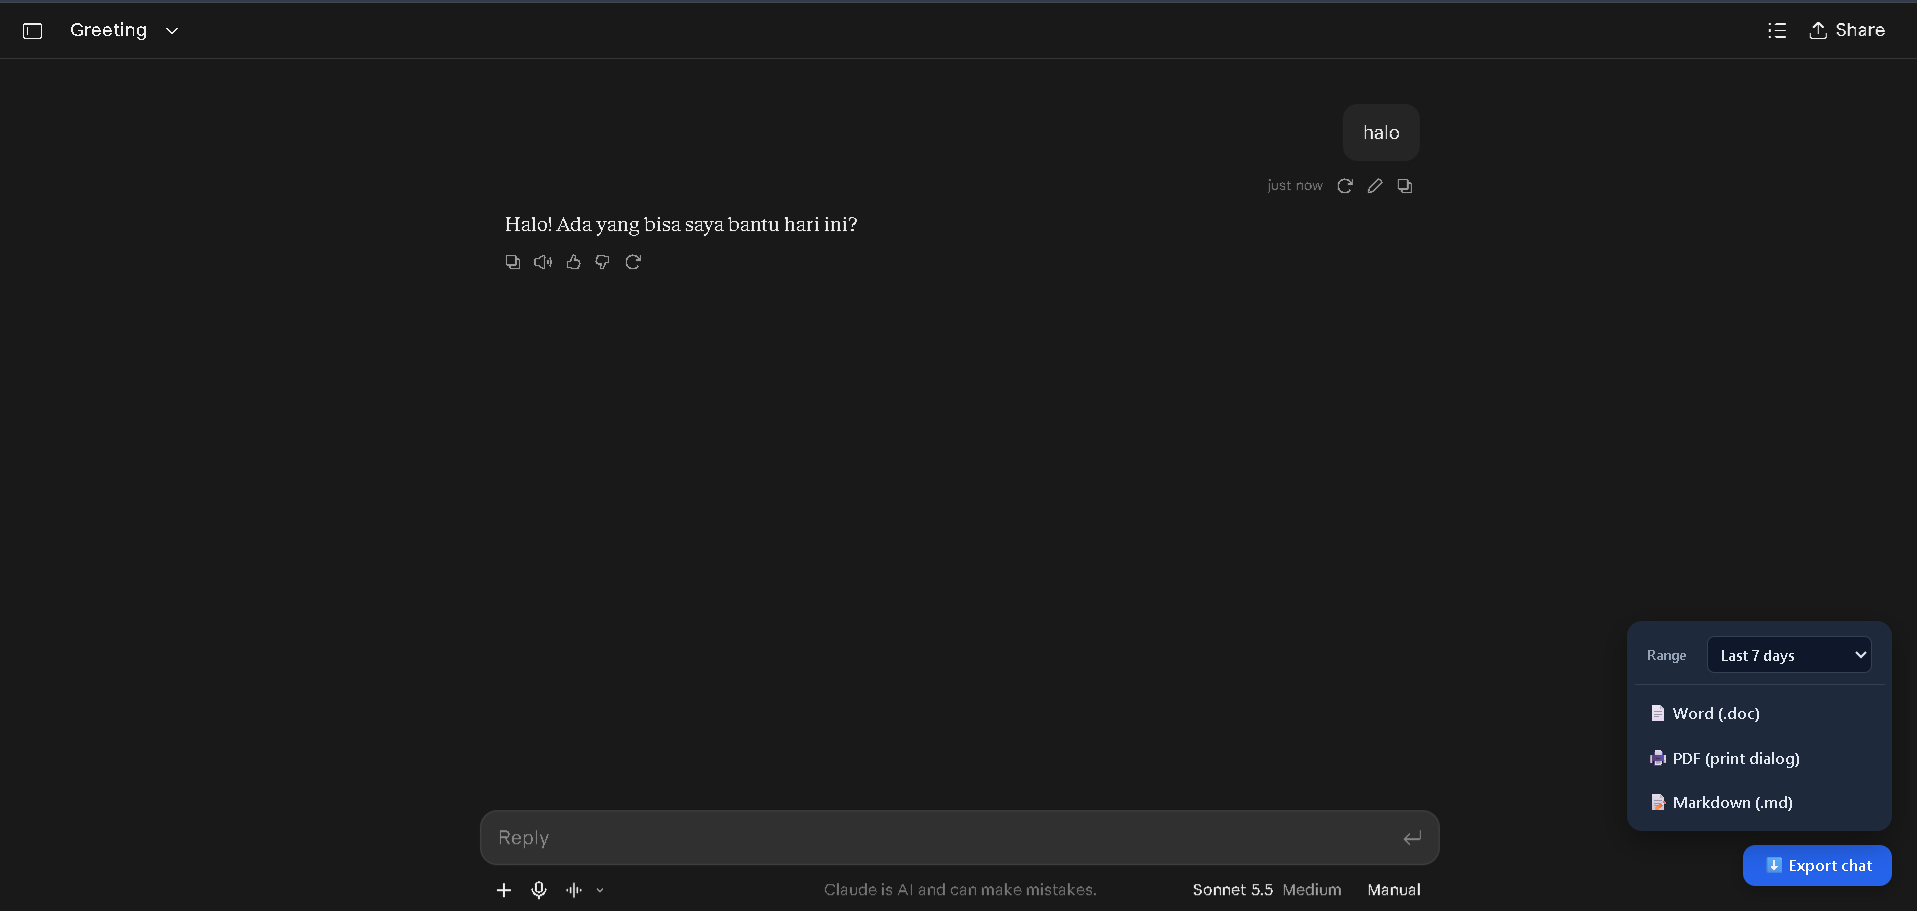 Greeting
Share
halo
just now
Halo! Ada yang bisa saya bantu hari ini?
Range
Last 7 days
Word (.doc)
PDF (print dialog)
Markdown (.md)
Reply
Export chat
Claude is AI and can make mistakes.
Sonnet 5.5 Medium
Manual